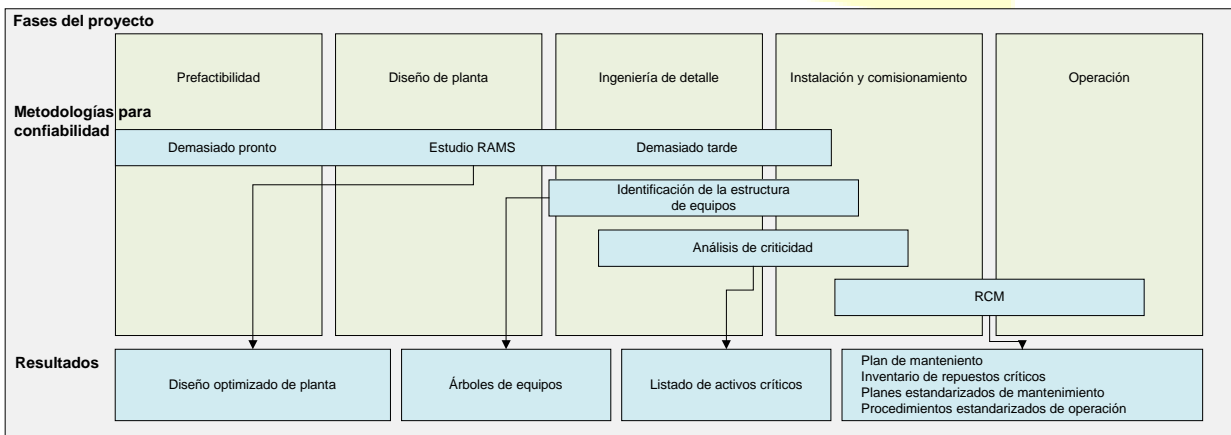 Fases del proyecto
Prefactibilidad
Diseño de planta
Ingeniería de detalle
Instalación y comisionamiento
Operación
Metodologías para
confiabilidad
Demasiado pronto
Estudio RAMS
Demasiado tarde
Identificación de la estructura
de equipos
Análisis de criticidad
RCM
Resultados
Diseño optimizado de planta
Árboles de equipos
Listado de activos críticos
Plan de manteniento
Inventario de repuestos críticos
Planes estandarizados de mantenimiento
Procedimientos estandarizados de operación